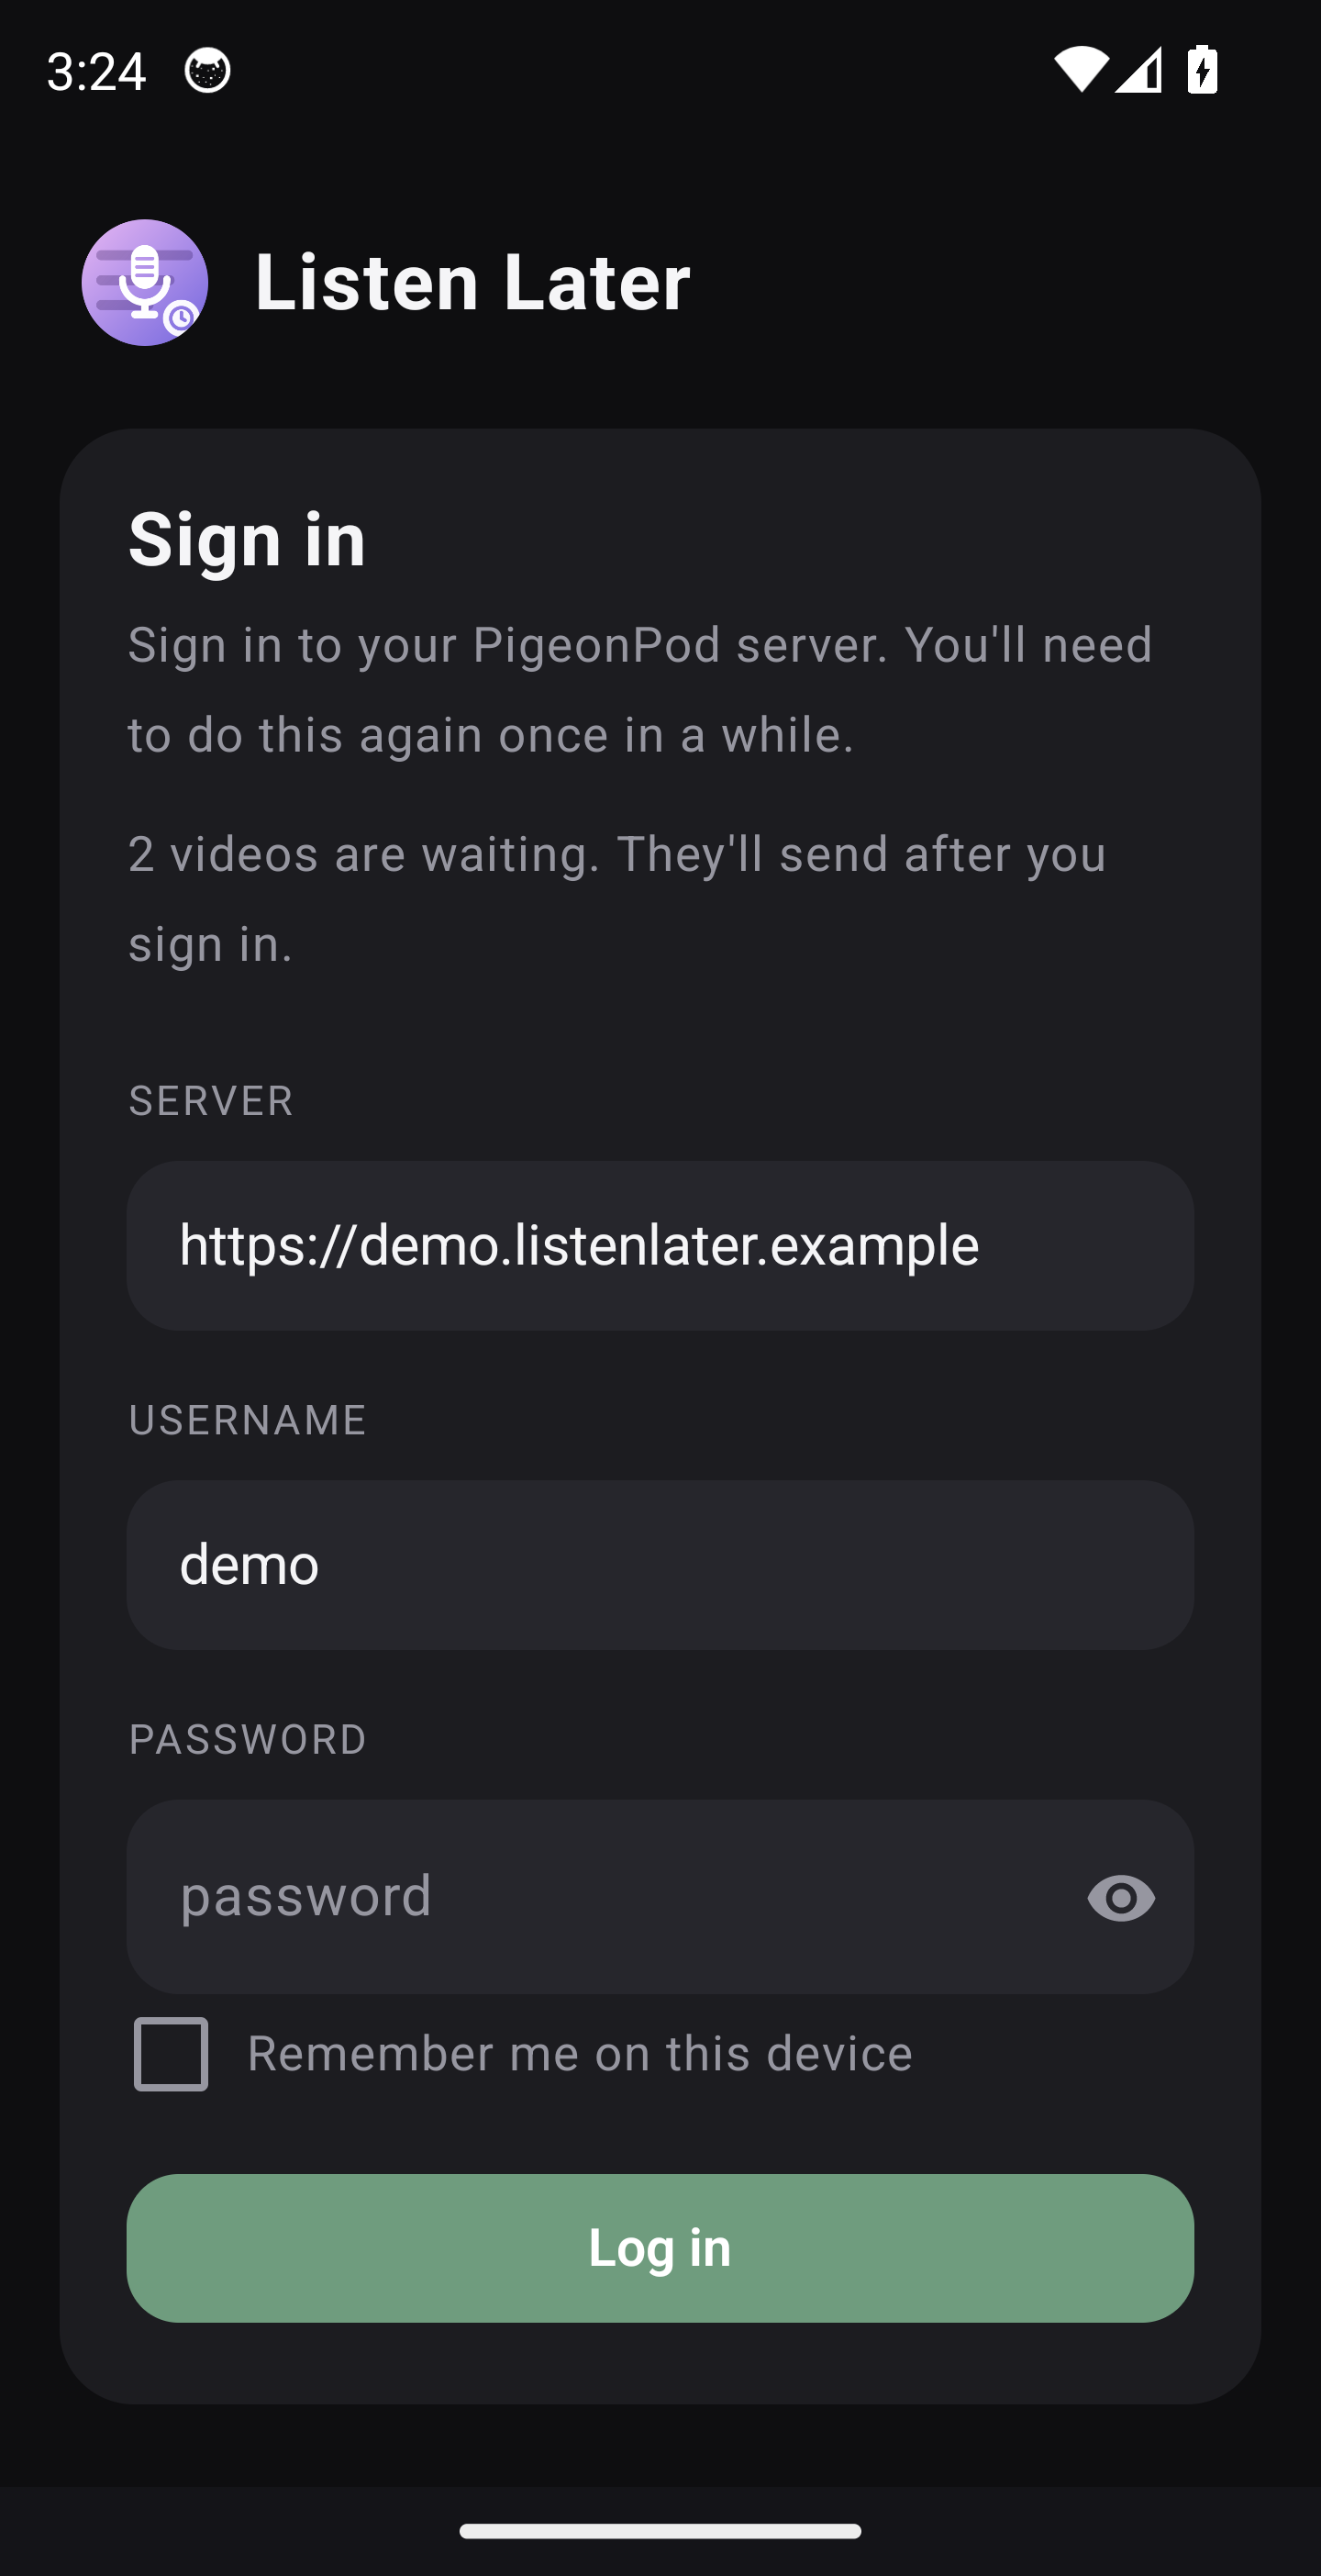 3:24
Listen Later
Sign in
Sign in to your PigeonPod server. You'll need
to do this again once in a while.
2 videos are waiting. They'll send after you
sign in.
SERVER
https://demo.listenlater.example
USERNAME
demo
PASSWORD
password
Remember me on this device
Log in